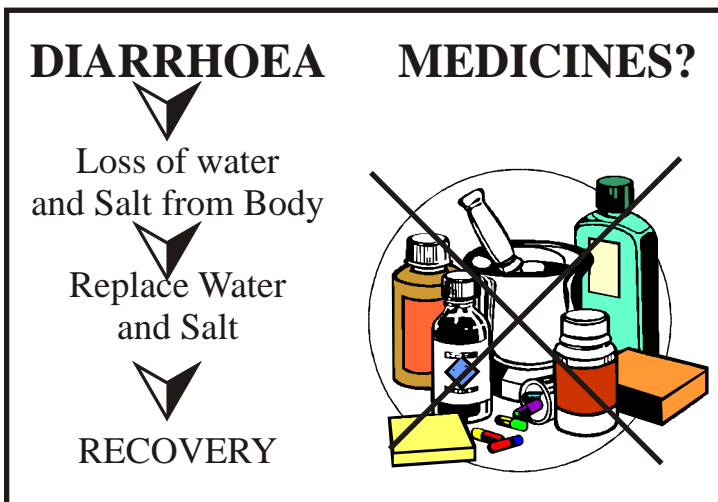 DIARRHOEA
Loss of water
and Salt from Body
Replace Water
and Salt
RECOVERY
MEDICINES?